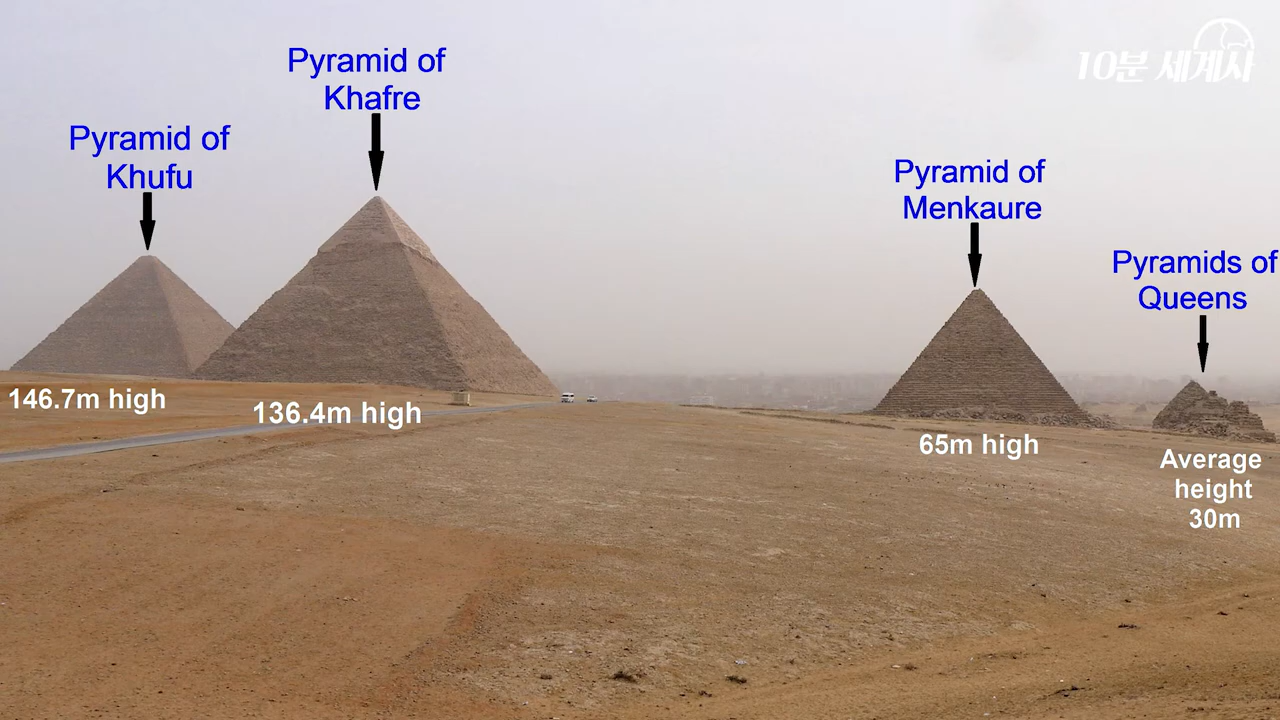 10분 세계사
Pyramid of
Khafre
Pyramid of
Khufu
Pyramid of
Menkaure
Pyramids of
Queens
146.7m high
136.4m high
65m high
Average
height
30m